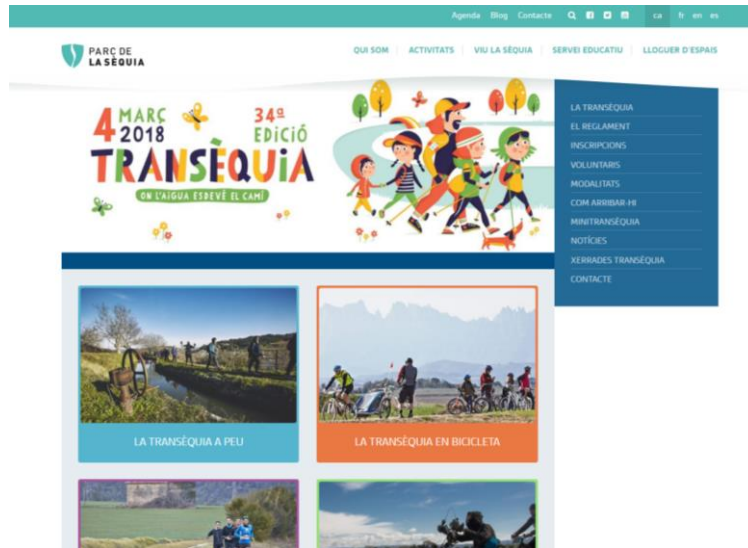 Agenda Blog Contacte ca fr en es
PARC DE
LA SÈQUIA
QUI SOM ACTIVITATS VIU LA SÈQUIA SERVEI EDUCATIU LLOGUER D'ESPAIS
4 MARÇ
2018
34ª
EDICIÓ
TRANSÈQUIA
ON L'AIGUA ESDEVÉ EL CAMÍ
LA TRANSÈQUIA
EL REGLAMENT
INSCRIPCIONS
VOLUNTARIS
MODALITATS
COM ARRIBAR-HI
MINITRANSÈQUIA
NOTÍCIES
XERRADES TRANSÈQUIA
CONTACTE
LA TRANSÈQUIA A PEU
LA TRANSÈQUIA EN BICICLETA